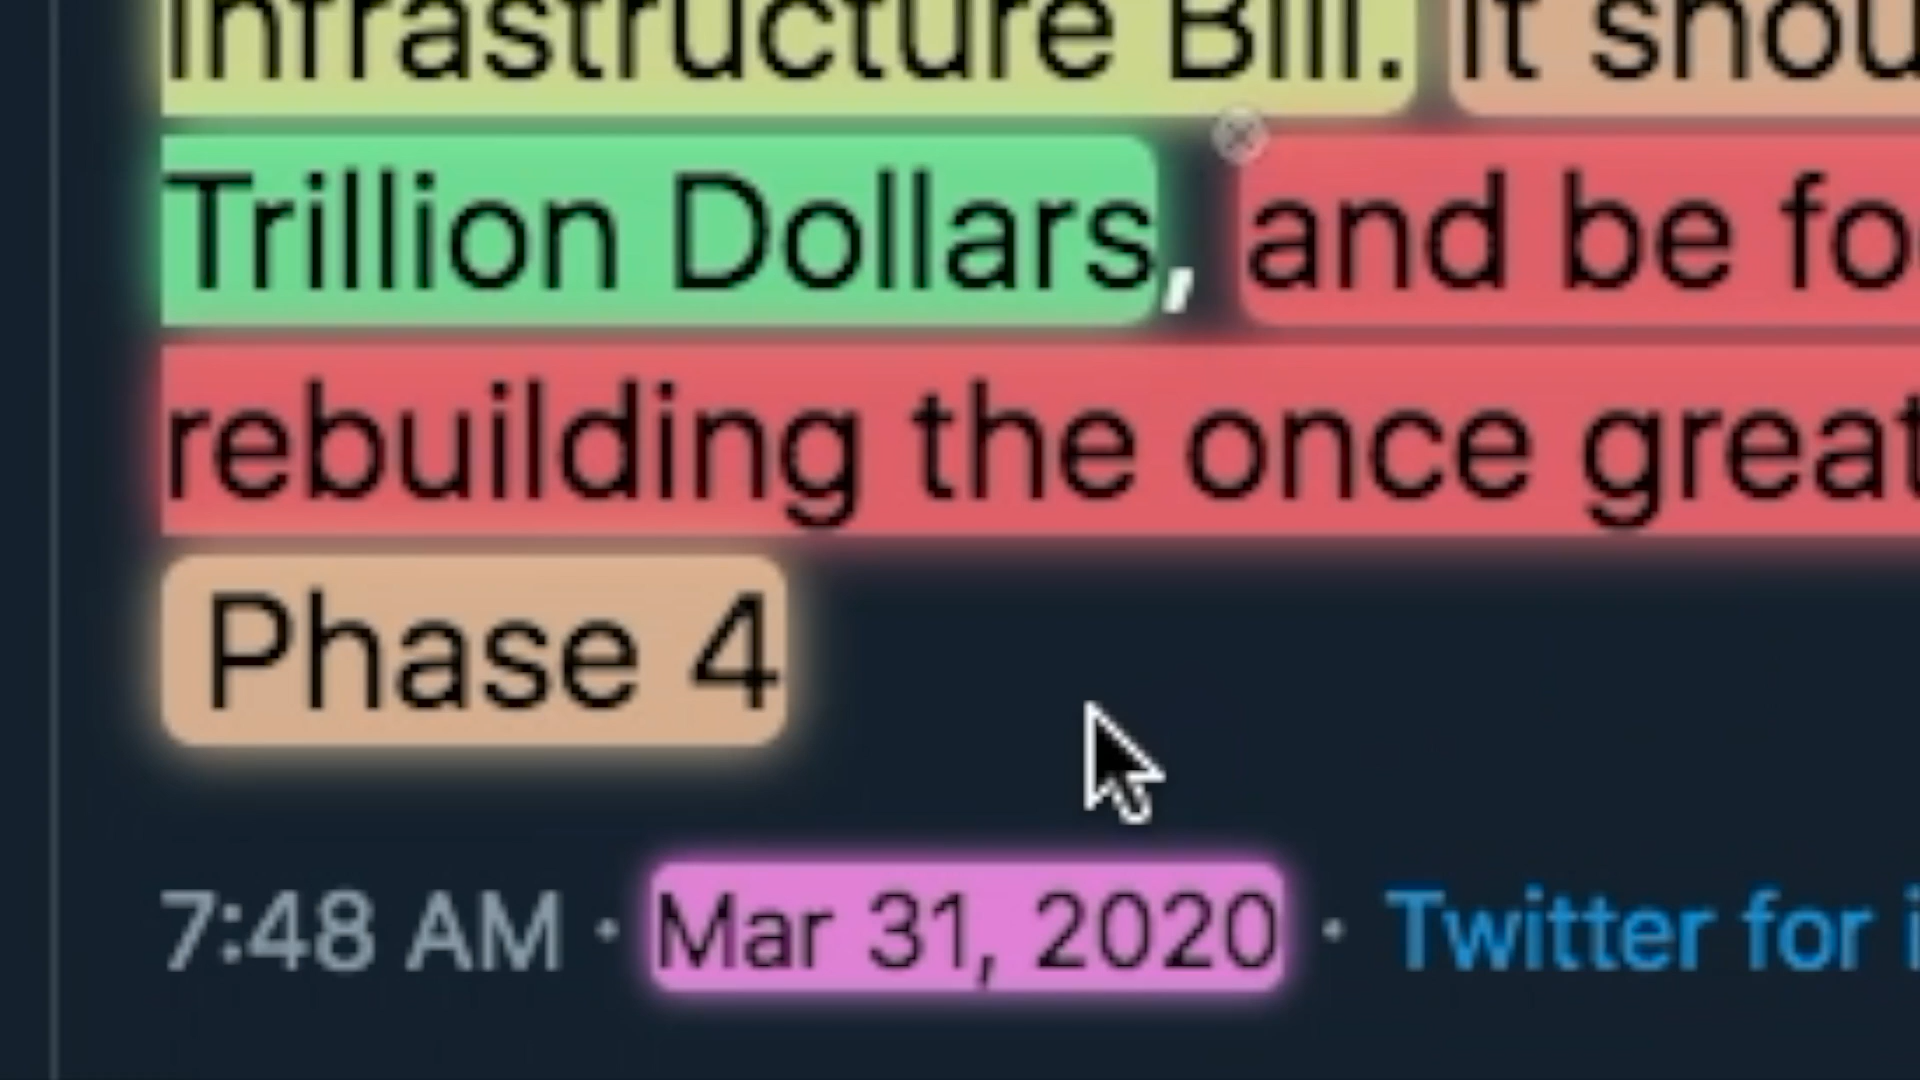 Infrastructure Bill. It shou
Trillion Dollars, and be fo
rebuilding the once great
Phase 4
7:48 AM · Mar 31, 2020 · Twitter for i